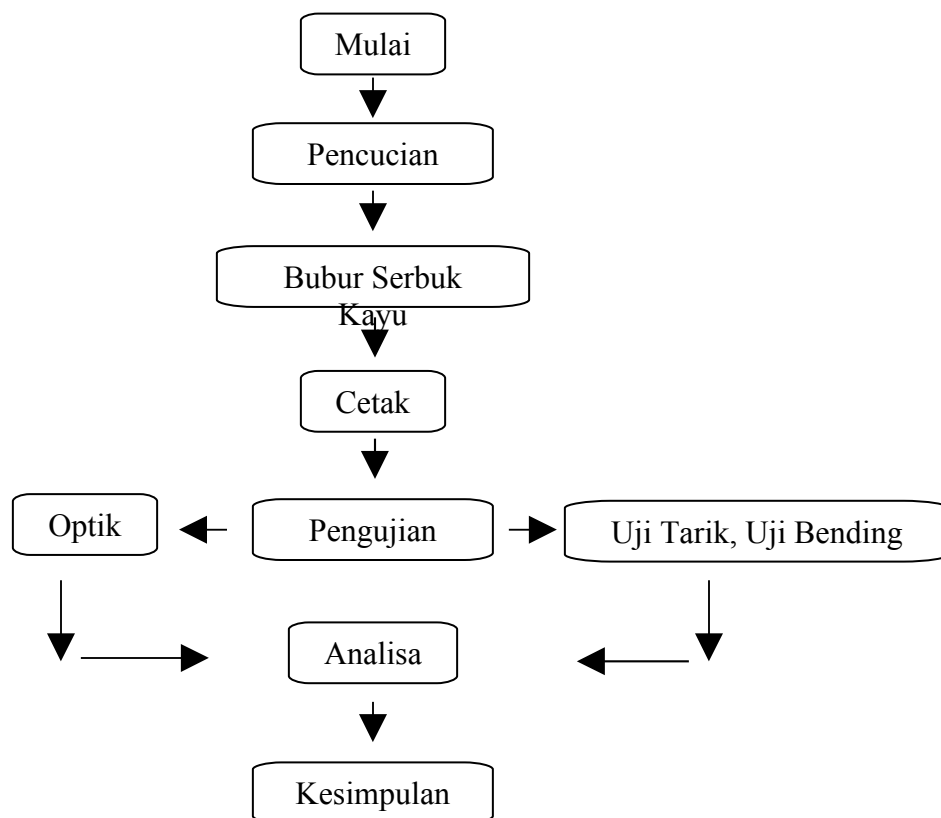 Mulai
Pencucian
Bubur Serbuk
Kayu
Cetak
Optik
Pengujian
Uji Tarik, Uji Bending
Analisa
Kesimpulan